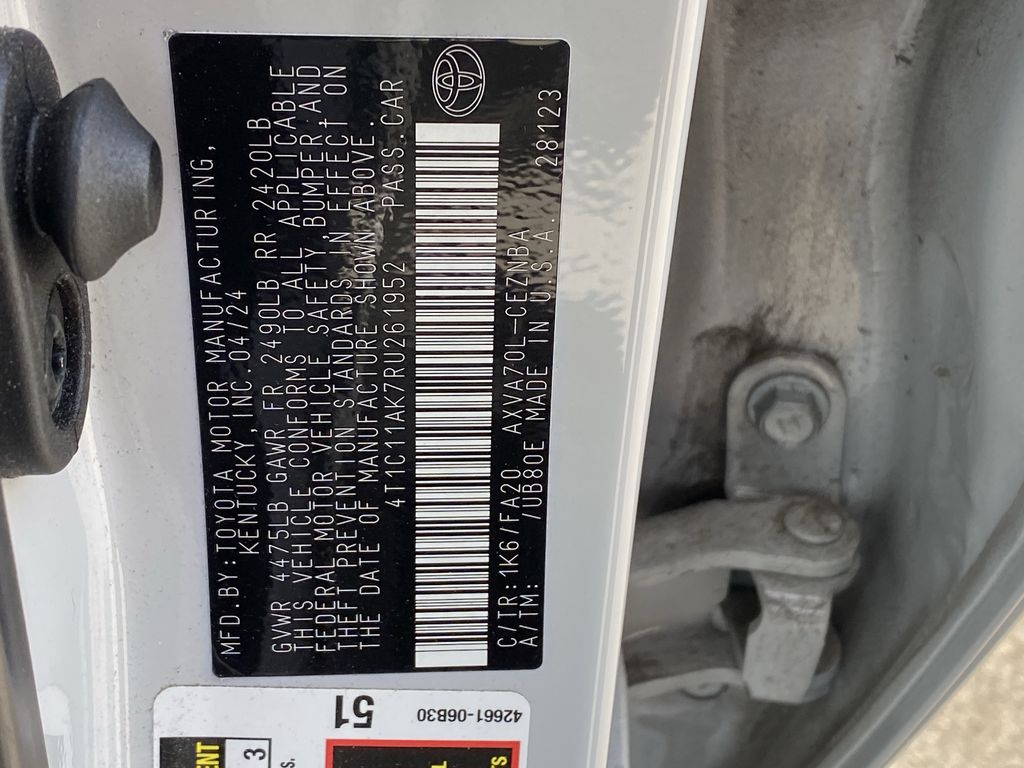 MFD.BY:TOYOTA MOTOR MANUFACTURING,
KENTUCKY INC.04/24
GVWR 4475LB GAWR FR 2490LB RR 2420LB
THIS VEHICLE CONFORMS TO ALL APPLICABLE
FEDERAL MOTOR VEHICLE SAFETY BUMPER AND
THEFT PREVENTION STANDARDS IN EFFECT ON
THE DATE OF MANUFACTURE SHOWN ABOVE.
4T1C11AK7RU261952 PASS.CAR
C/TR:1K6/FA20 AXVA70L-CEZNBA
A/TM: /UB80E MADE IN U.S.A. 28123
51
42661-06B30
3